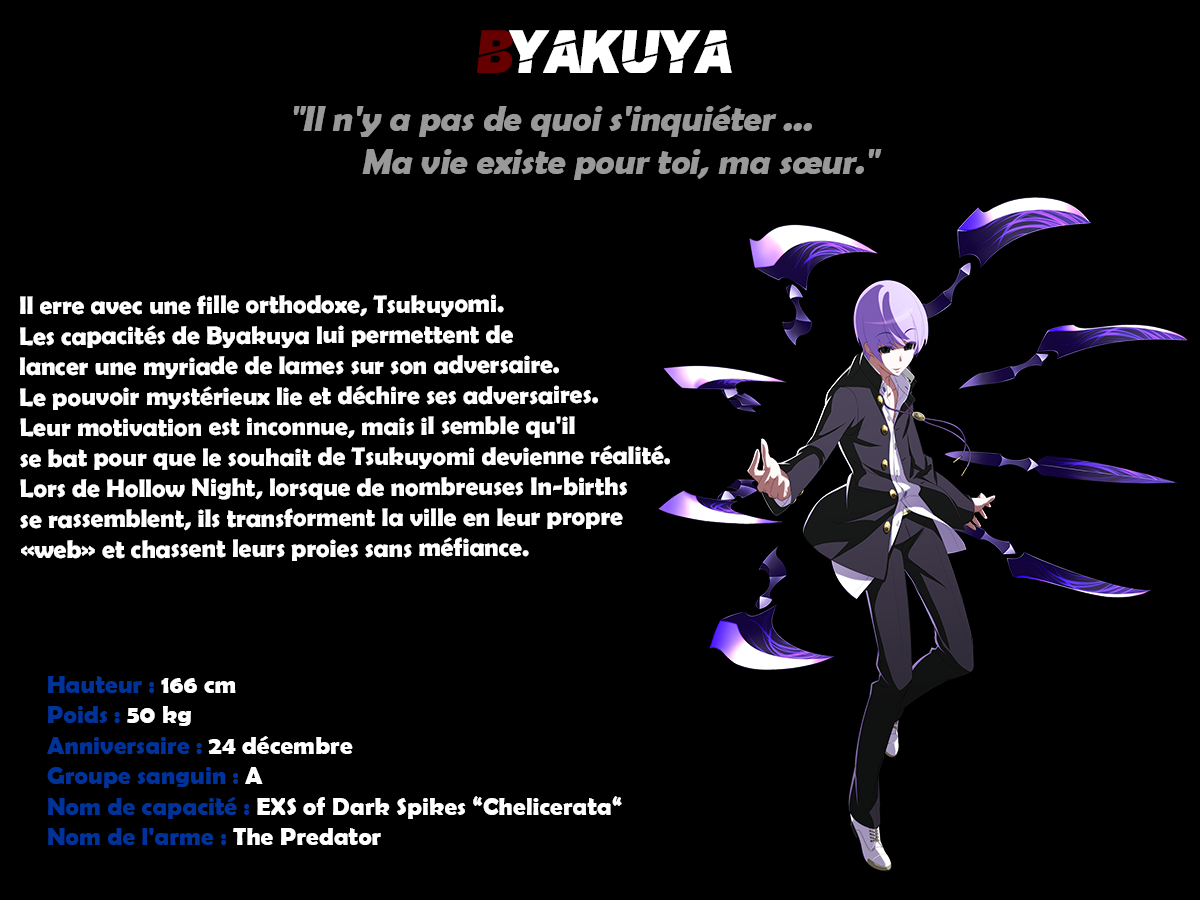 BYAKUYA
"Il n'y a pas de quoi s'inquiéter ...
Ma vie existe pour toi, ma sœur."
Il erre avec une fille orthodoxe, Tsukuyomi.
Les capacités de Byakuya lui permettent de
lancer une myriade de lames sur son adversaire.
Le pouvoir mystérieux lie et déchire ses adversaires.
Leur motivation est inconnue, mais il semble qu'il
se bat pour que le souhait de Tsukuyomi devienne réalité.
Lors de Hollow Night, lorsque de nombreuses In-births
se rassemblent, ils transforment la ville en leur propre
«web» et chassent leurs proies sans méfiance.
Hauteur : 166 cm
Poids : 50 kg
Anniversaire : 24 décembre
Groupe sanguin : A
Nom de capacité : EXS of Dark Spikes “Chelicerata“
Nom de l'arme : The Predator